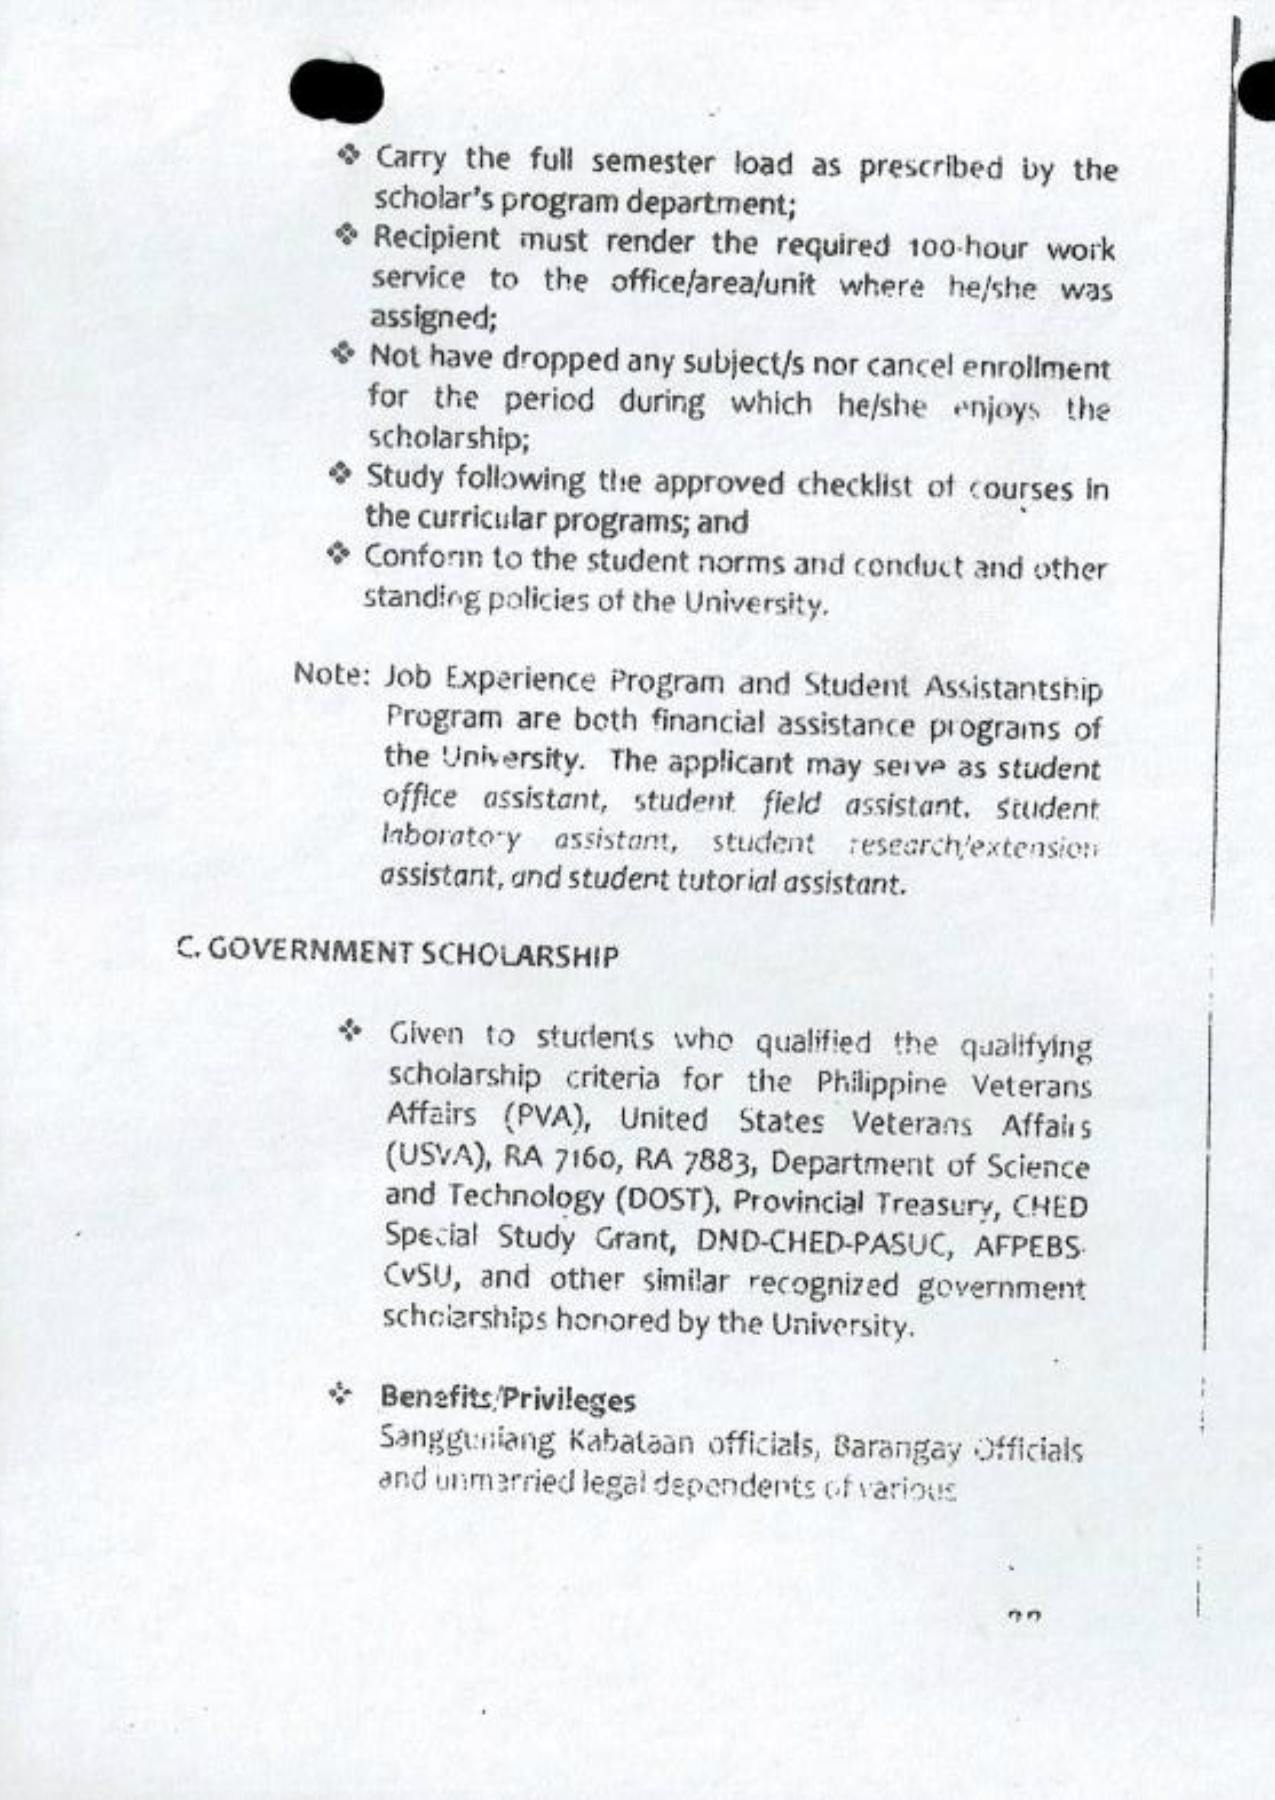 ❖ Carry the full semester load as prescribed by the
scholar's program department;
❖ Recipient must render the required 100-hour work
service to the office/area/unit where he/she was
assigned;
❖ Not have dropped any subject/s nor cancel enrollment
for the period during which he/she enjoys the
scholarship;
❖ Study following the approved checklist of courses in
the curricular programs; and
❖ Conform to the student norms and conduct and other
standing policies of the University.
Note: Job Experience Program and Student Assistantship
Program are both financial assistance programs of
the University. The applicant may serve as student
office assistant, student field assistant, student
laboratory assistant, student research/extension
assistant, and student tutorial assistant.
C. GOVERNMENT SCHOLARSHIP
❖ Given to students who qualified the qualifying
scholarship criteria for the Philippine Veterans
Affairs (PVA), United States Veterans Affairs
(USVA), RA 7160, RA 7883, Department of Science
and Technology (DOST), Provincial Treasury, CHED
Special Study Grant, DND-CHED-PASUC, AFPEBS-
CvSU, and other similar recognized government
scholarships honored by the University.
❖ Benefits/Privileges
Sangguniang Kabataan officials, Barangay Officials
and unmarried legal dependents of various